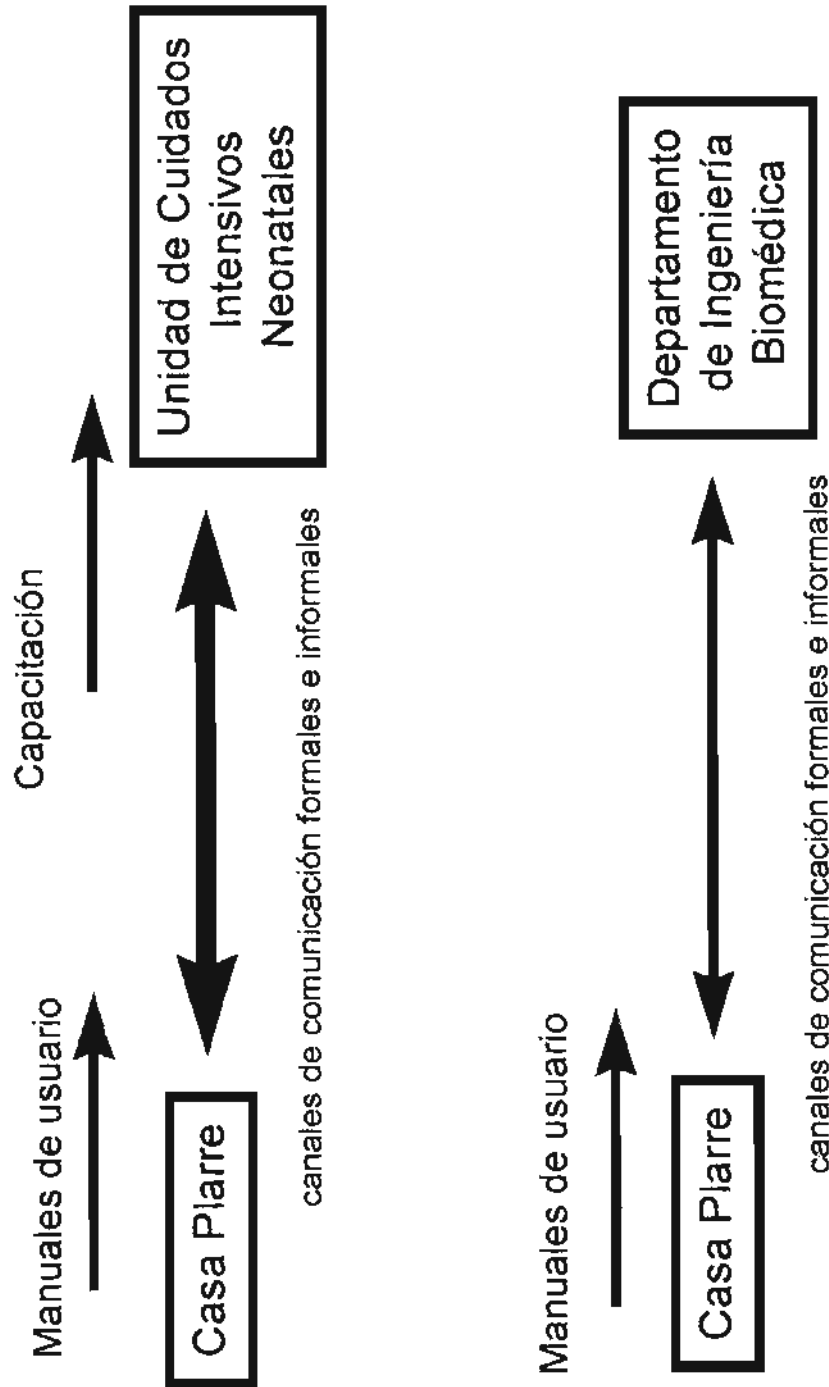 Manuales de usuario
Capacitación
Casa Plarre
Unidad de Cuidados
Intensivos
Neonatales
canales de comunicación formales e informales
Manuales de usuario
Casa Plarre
Departamento
de Ingeniería
Biomédica
canales de comunicación formales e informales